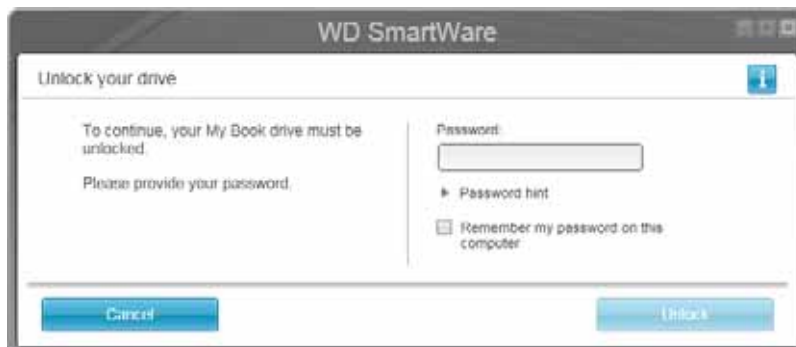 WD SmartWare
Unlock your drive
To continue, your My Book drive must be
unlocked.
Please provide your password.
Password:
Password hint
Remember my password on this
computer
Cancel
Unlock